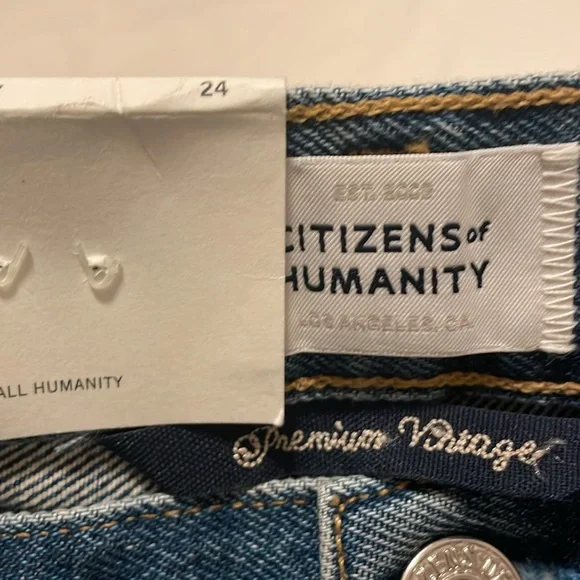 24
ALL HUMANITY
EST. 2003
CITIZENS of
HUMANITY
LOS ANGELES, CA
Premium Vintage